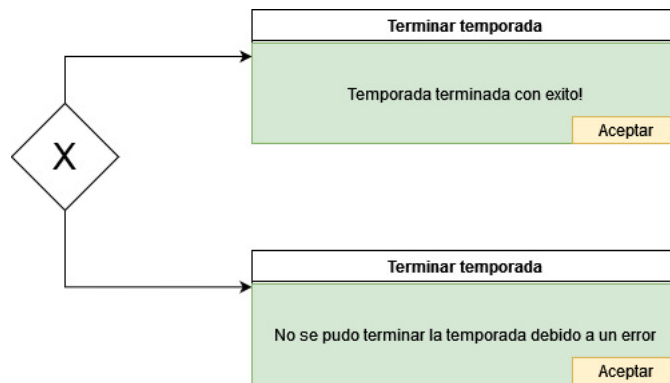 Terminar temporada
Temporada terminada con exito!
Aceptar
X
Terminar temporada
No se pudo terminar la temporada debido a un error
Aceptar